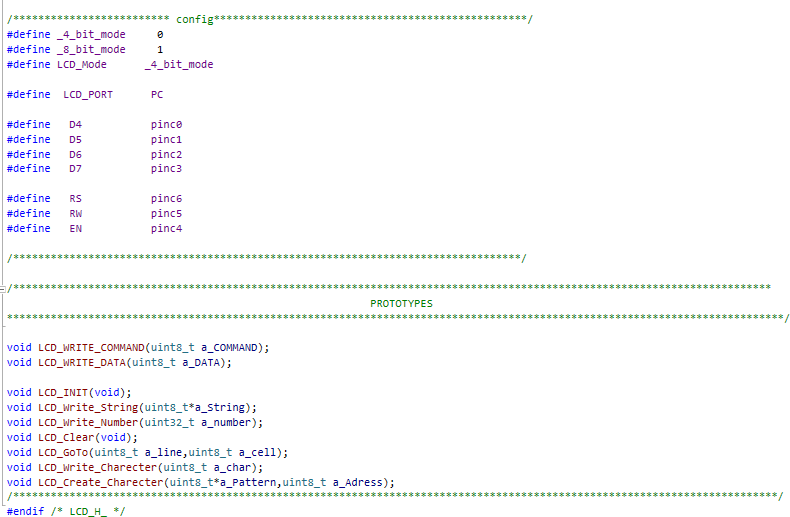 /************************* config**************************************************/
#define _4_bit_mode     0
#define _8_bit_mode     1
#define LCD_Mode      _4_bit_mode
#define  LCD_PORT      PC
#define   D4           pinc0
#define   D5           pinc1
#define   D6           pinc2
#define   D7           pinc3
#define   RS           pinc6
#define   RW           pinc5
#define   EN           pinc4
/*********************************************************************************/
/*************************************************************************************************************************
PROTOTYPES
****************************************************************************************************************************/
void LCD_WRITE_COMMAND(uint8_t a_COMMAND);
void LCD_WRITE_DATA(uint8_t a_DATA);
void LCD_INIT(void);
void LCD_Write_String(uint8_t*a_String);
void LCD_Write_Number(uint32_t a_number);
void LCD_Clear(void);
void LCD_GoTo(uint8_t a_line,uint8_t a_cell);
void LCD_Write_Charecter(uint8_t a_char);
void LCD_Create_Charecter(uint8_t*a_Pattern,uint8_t a_Adress);
/**************************************************************************************************************************/
#endif /* LCD_H_ */